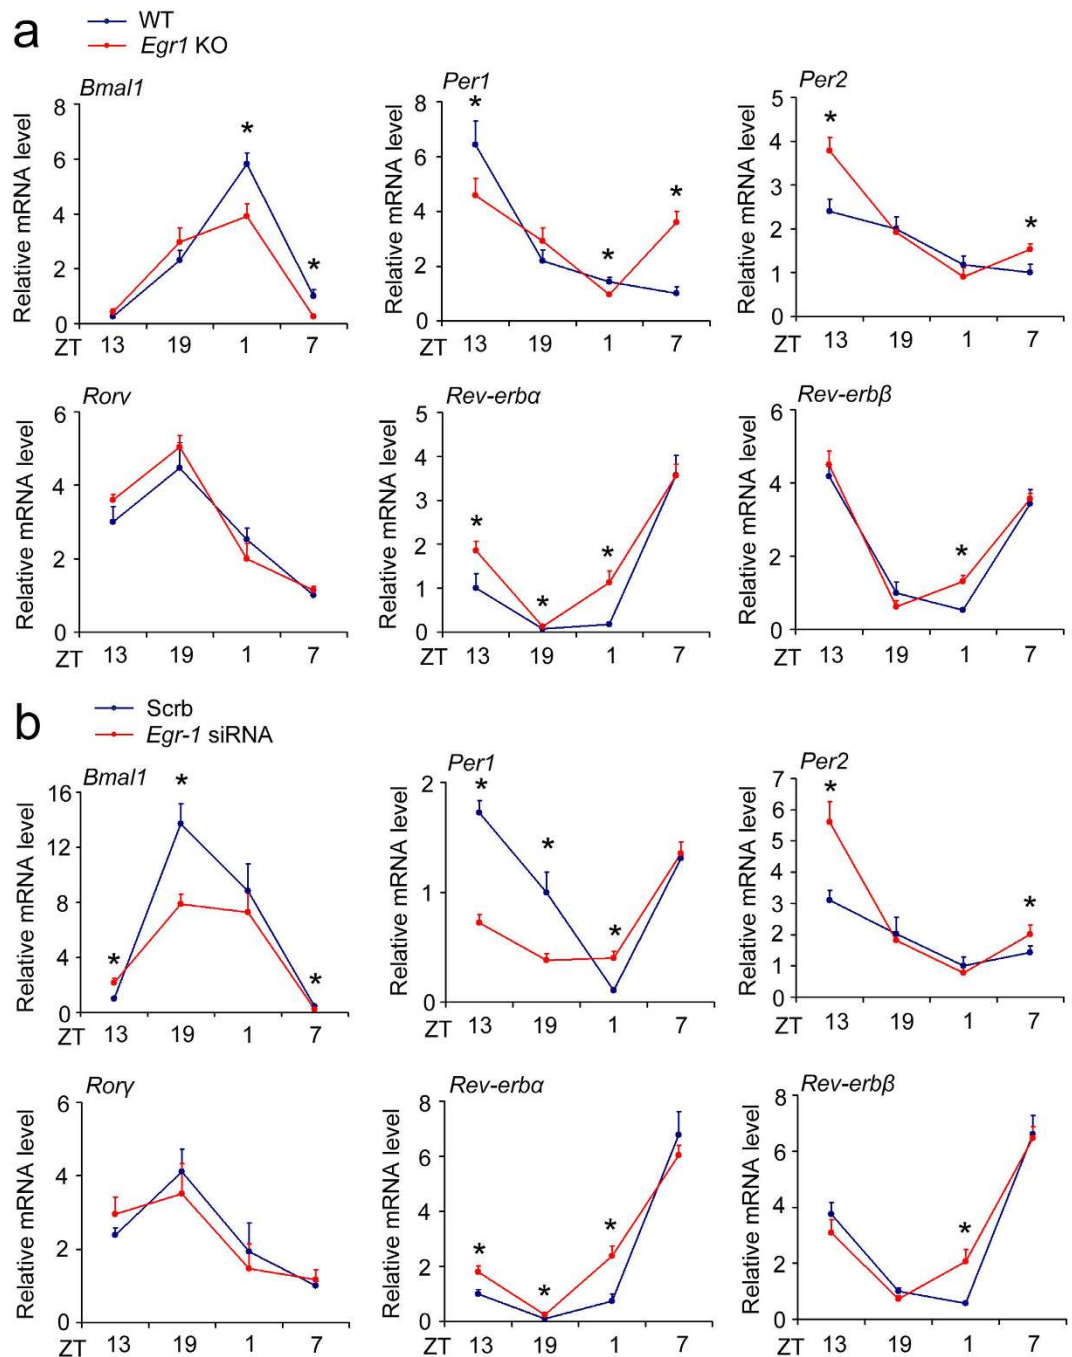 a
WT
Egr1 KO
Bmal1
Relative mRNA level
8
6
4
2
0
*
*
ZT 13 19 1 7
Per1
Relative mRNA level
8
6
4
2
0
*
*
*
13 19 1 7
Per2
Relative mRNA level
5
4
3
2
1
0
*
*
13 19 1 7
Rorv
Relative mRNA level
6
4
2
0
ZT 13 19 1 7
Rev-erbα
Relative mRNA level
5
4
3
2
1
0
*
*
*
ZT 13 19 1 7
Rev-erbβ
Relative mRNA level
6
4
2
0
*
ZT 13 19 1 7
b
Scrb
Egr-1 siRNA
Bmal1
Relative mRNA level
16
12
8
4
0
*
*
*
ZT 13 19 1 7
Per1
Relative mRNA level
2
1
0
*
*
*
ZT 13 19 1 7
Per2
Relative mRNA level
7
6
5
4
3
2
1
0
*
*
ZT 13 19 1 7
Rorγ
Relative mRNA level
6
4
2
0
ZT 13 19 1 7
Rev-erbα
Relative mRNA level
8
6
4
2
0
*
*
*
ZT 13 19 1 7
Rev-erbβ
Relative mRNA level
8
6
4
2
0
*
ZT 13 19 1 7